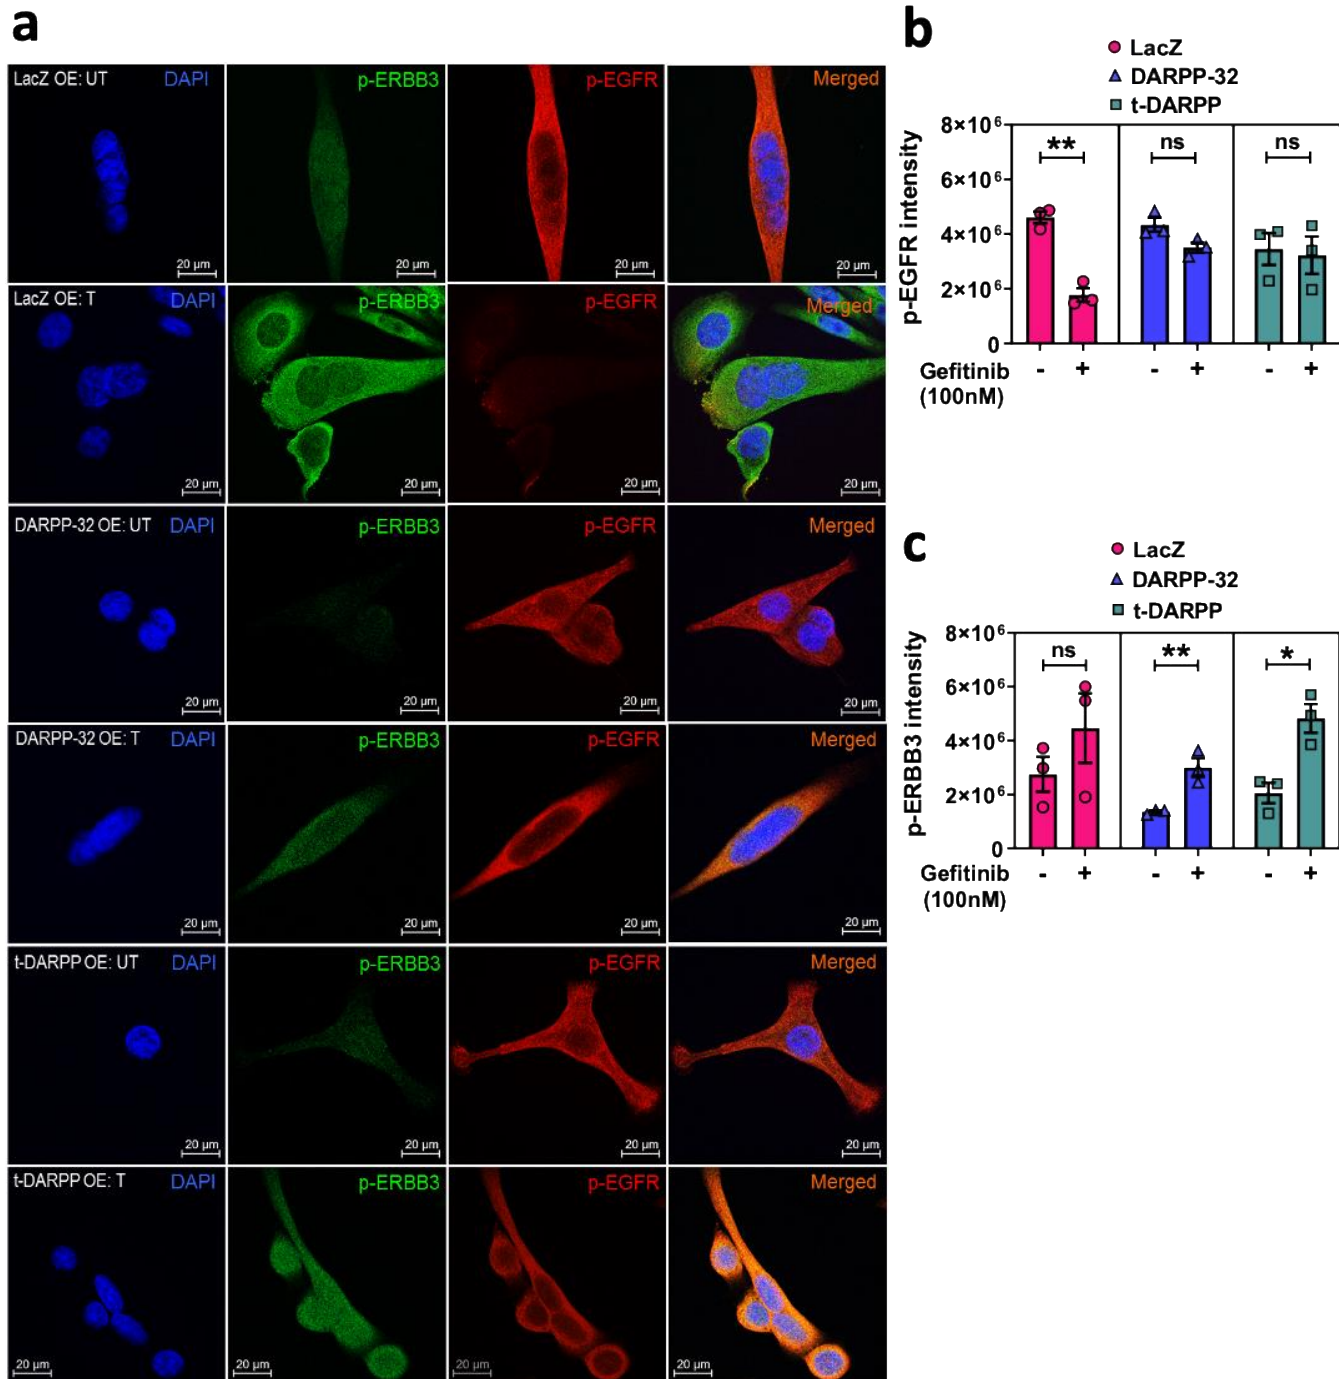 a
LacZ OE: UT DAPI p-ERBB3 p-EGFR Merged
20 µm 20 µm 20 µm 20 µm
LacZ OE: T DAPI p-ERBB3 p-EGFR Merged
20 µm 20 µm 20 µm 20 µm
DARPP-32 OE: UT DAPI p-ERBB3 p-EGFR Merged
20 µm 20 µm 20 µm 20 µm
DARPP-32 OE: T DAPI p-ERBB3 p-EGFR Merged
20 µm 20 µm 20 µm 20 µm
t-DARPP OE: UT DAPI p-ERBB3 p-EGFR Merged
20 µm 20 µm 20 µm 20 µm
t-DARPP OE: T DAPI p-ERBB3 p-EGFR Merged
20 µm 20 µm 20 µm 20 µm
b
LacZ
DARPP-32
t-DARPP
p-EGFR intensity
8×10⁶
6×10⁶
4×10⁶
2×10⁶
0
** ns ns
Gefitinib - + - + - +
(100nM)
c
LacZ
DARPP-32
t-DARPP
p-ERBB3 intensity
8×10⁶
6×10⁶
4×10⁶
2×10⁶
0
ns ** *
Gefitinib - + - + - +
(100nM)